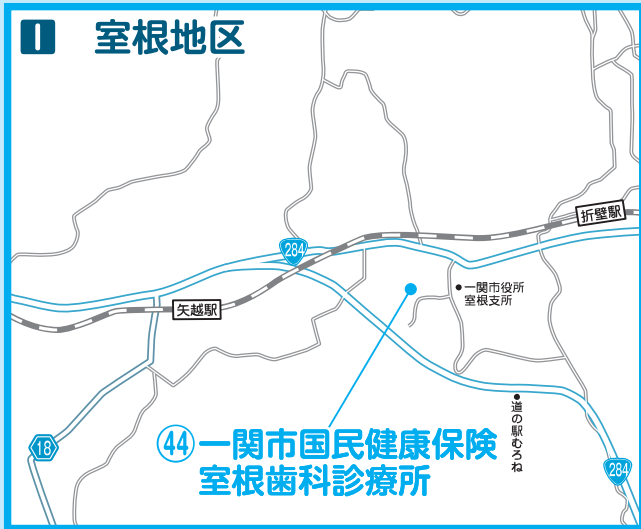 I 室根地区
折壁駅
284
一関市役所
室根支所
矢越駅
道の駅むろね
18
㊹一関市国民健康保険
室根歯科診療所
284